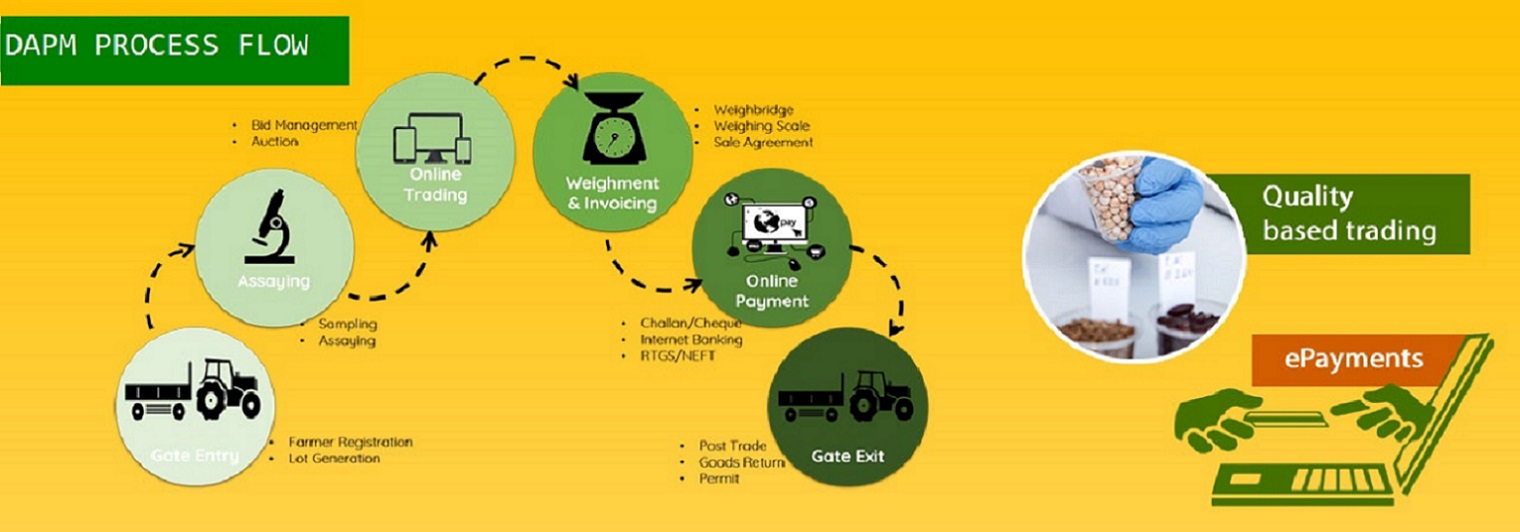 DAPM PROCESS FLOW
Gate Entry
• Farmer Registration
• Lot Generation
Assaying
• Sampling
• Assaying
• Bid Management
• Auction
Online
Trading
Weighment
& Invoicing
• Weighbridge
• Weighing Scale
• Sale Agreement
pay
Online
Payment
• Challan/Cheque
• Internet Banking
• RTGS/NEFT
Gate Exit
• Post Trade
• Goods Return
• Permit
Quality
based trading
ePayments